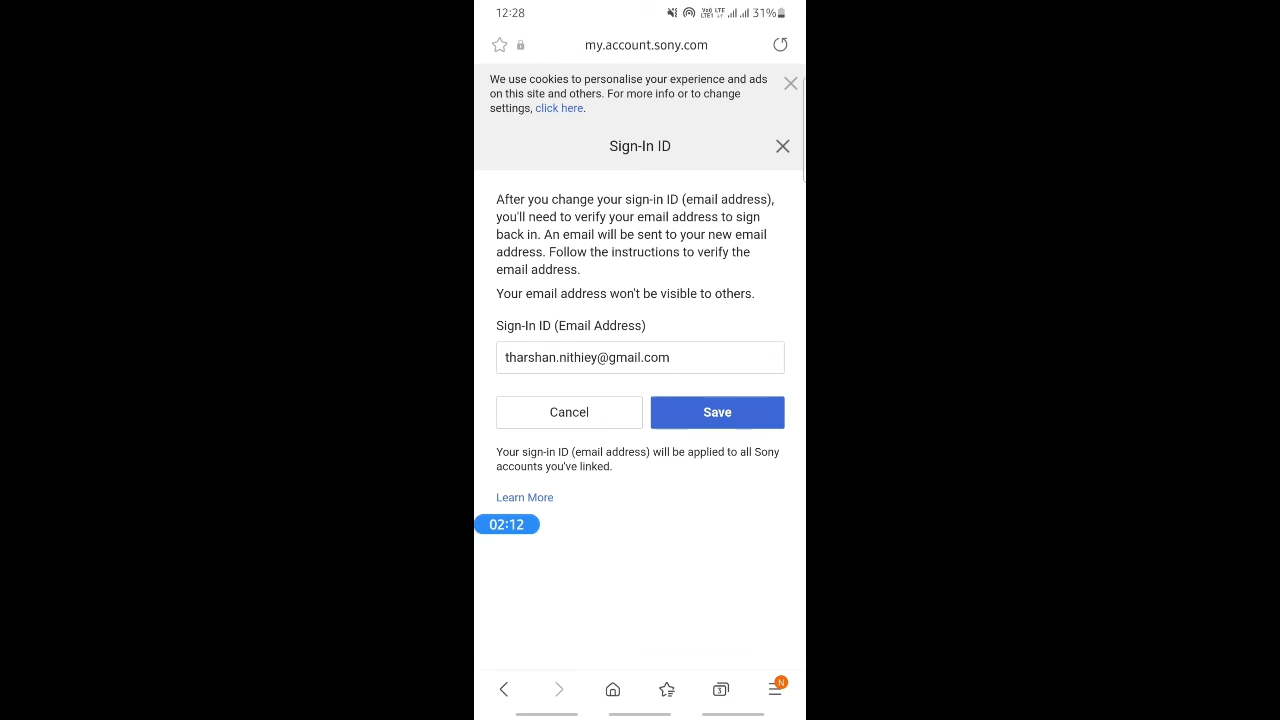 12:28
Vo) LTE
LTE1
31%
my.account.sony.com
We use cookies to personalise your experience and ads
on this site and others. For more info or to change
settings, click here.
Sign-In ID
After you change your sign-in ID (email address),
you'll need to verify your email address to sign
back in. An email will be sent to your new email
address. Follow the instructions to verify the
email address.
Your email address won't be visible to others.
Sign-In ID (Email Address)
tharshan.nithiey@gmail.com
Cancel
Save
Your sign-in ID (email address) will be applied to all Sony
accounts you've linked.
Learn More
02:12
3
N